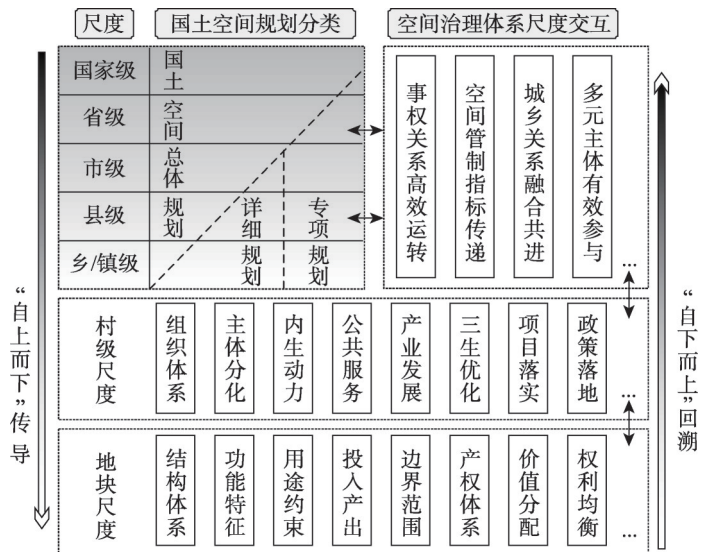 尺度
国土空间规划分类
空间治理体系尺度交互
国家级
省级
市级
县级
乡/镇级
国土空间总体规划
详细规划
专项规划
事权关系高效运转
空间管制指标传递
城乡关系融合共进
多元主体有效参与
...
村级尺度
组织体系
主体分化
内生动力
公共服务
产业发展
三生优化
项目落实
政策落地
...
地块尺度
结构体系
功能特征
用途约束
投入产出
边界范围
产权体系
价值分配
权利均衡
...
“自上而下”传导
“自下而上”回溯